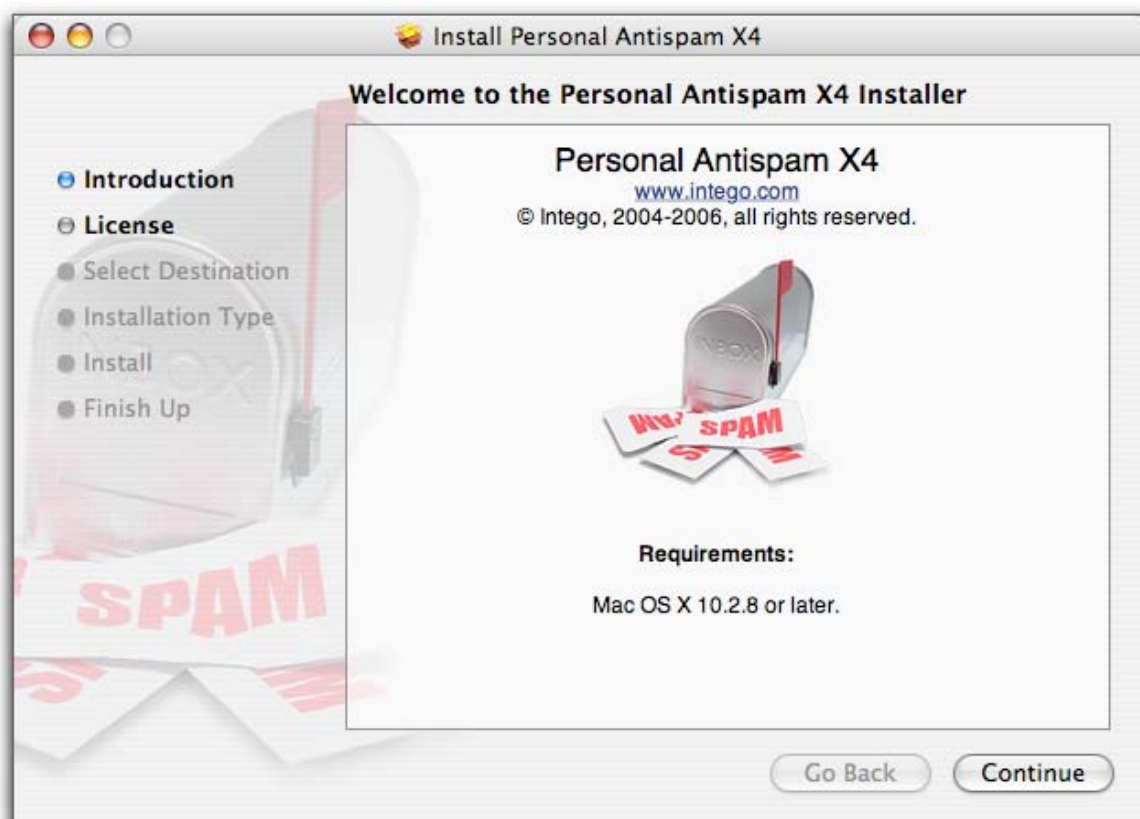 Install Personal Antispam X4
Welcome to the Personal Antispam X4 Installer
Introduction
License
Select Destination
Installation Type
Install
Finish Up
Personal Antispam X4
www.intego.com
© Intego, 2004-2006, all rights reserved.
INBOX
SPAM
SPAM
Requirements:
Mac OS X 10.2.8 or later.
INBOX
SPAM
Go Back
Continue